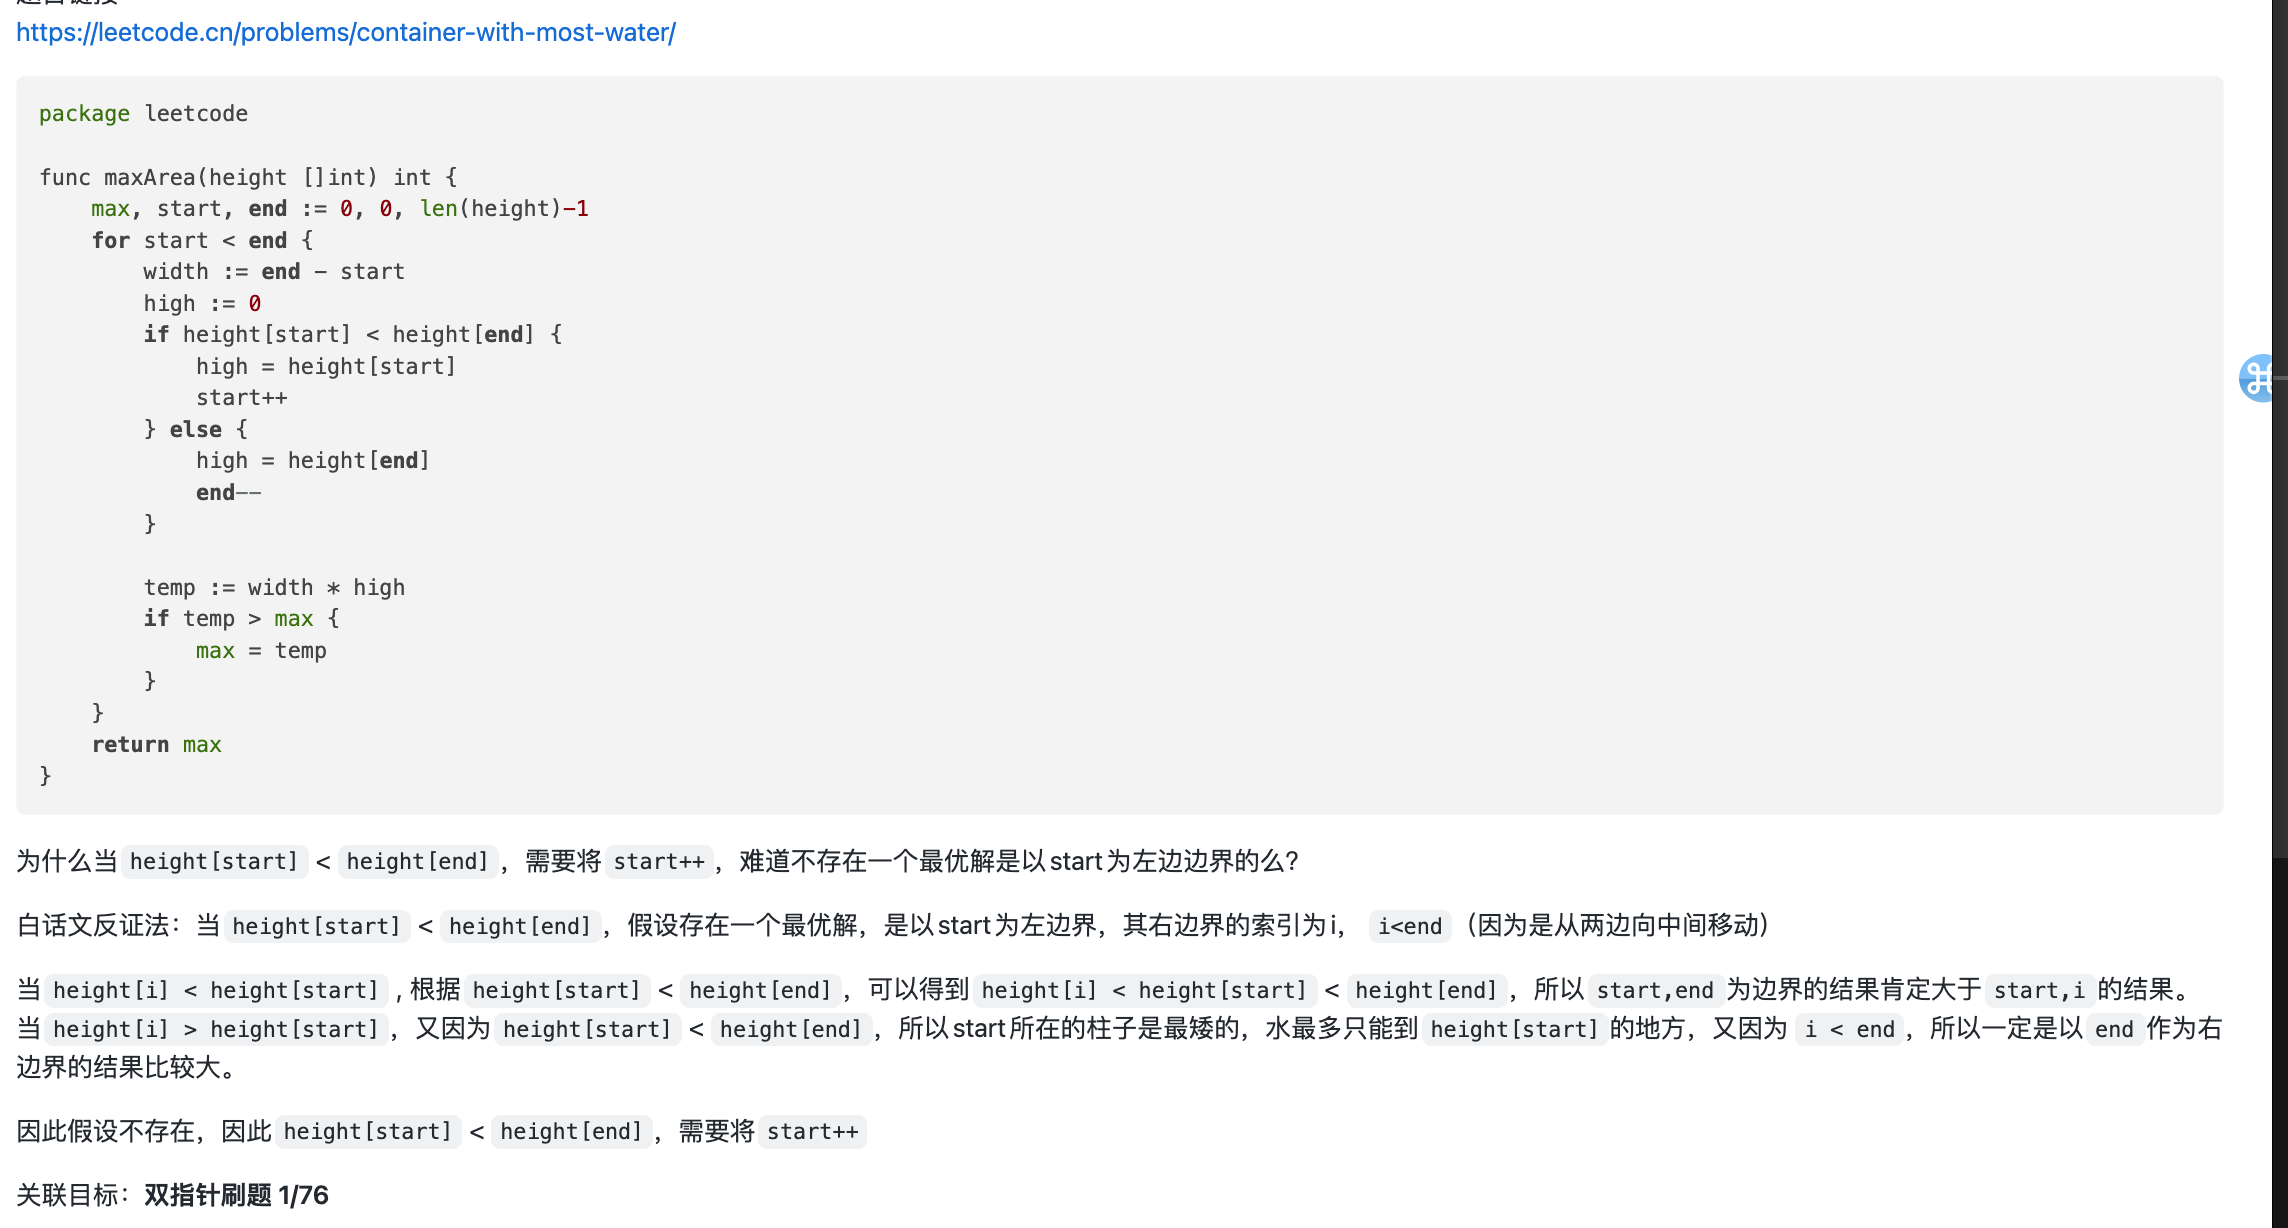 https://leetcode.cn/problems/container-with-most-water/
package leetcode
func maxArea(height []int) int {
    max, start, end := 0, 0, len(height)-1
    for start < end {
        width := end - start
        high := 0
        if height[start] < height[end] {
            high = height[start]
            start++
        } else {
            high = height[end]
            end--
        }
        temp := width * high
        if temp > max {
            max = temp
        }
    }
    return max
}
为什么当 height[start] < height[end] ，需要将 start++ ，难道不存在一个最优解是以start为左边边界的么？
白话文反证法：当 height[start] < height[end] ，假设存在一个最优解，是以start为左边界，其右边界的索引为i， i<end （因为是从两边向中间移动）
当 height[i] < height[start] , 根据 height[start] < height[end] ，可以得到 height[i] < height[start] < height[end] ，所以 start,end 为边界的结果肯定大于 start,i 的结果。
当 height[i] > height[start] ，又因为 height[start] < height[end] ，所以start所在的柱子是最矮的，水最多只能到 height[start] 的地方，又因为 i < end ，所以一定是以 end 作为右
边界的结果比较大。
因此假设不存在，因此 height[start] < height[end] ，需要将 start++
关联目标：双指针刷题 1/76